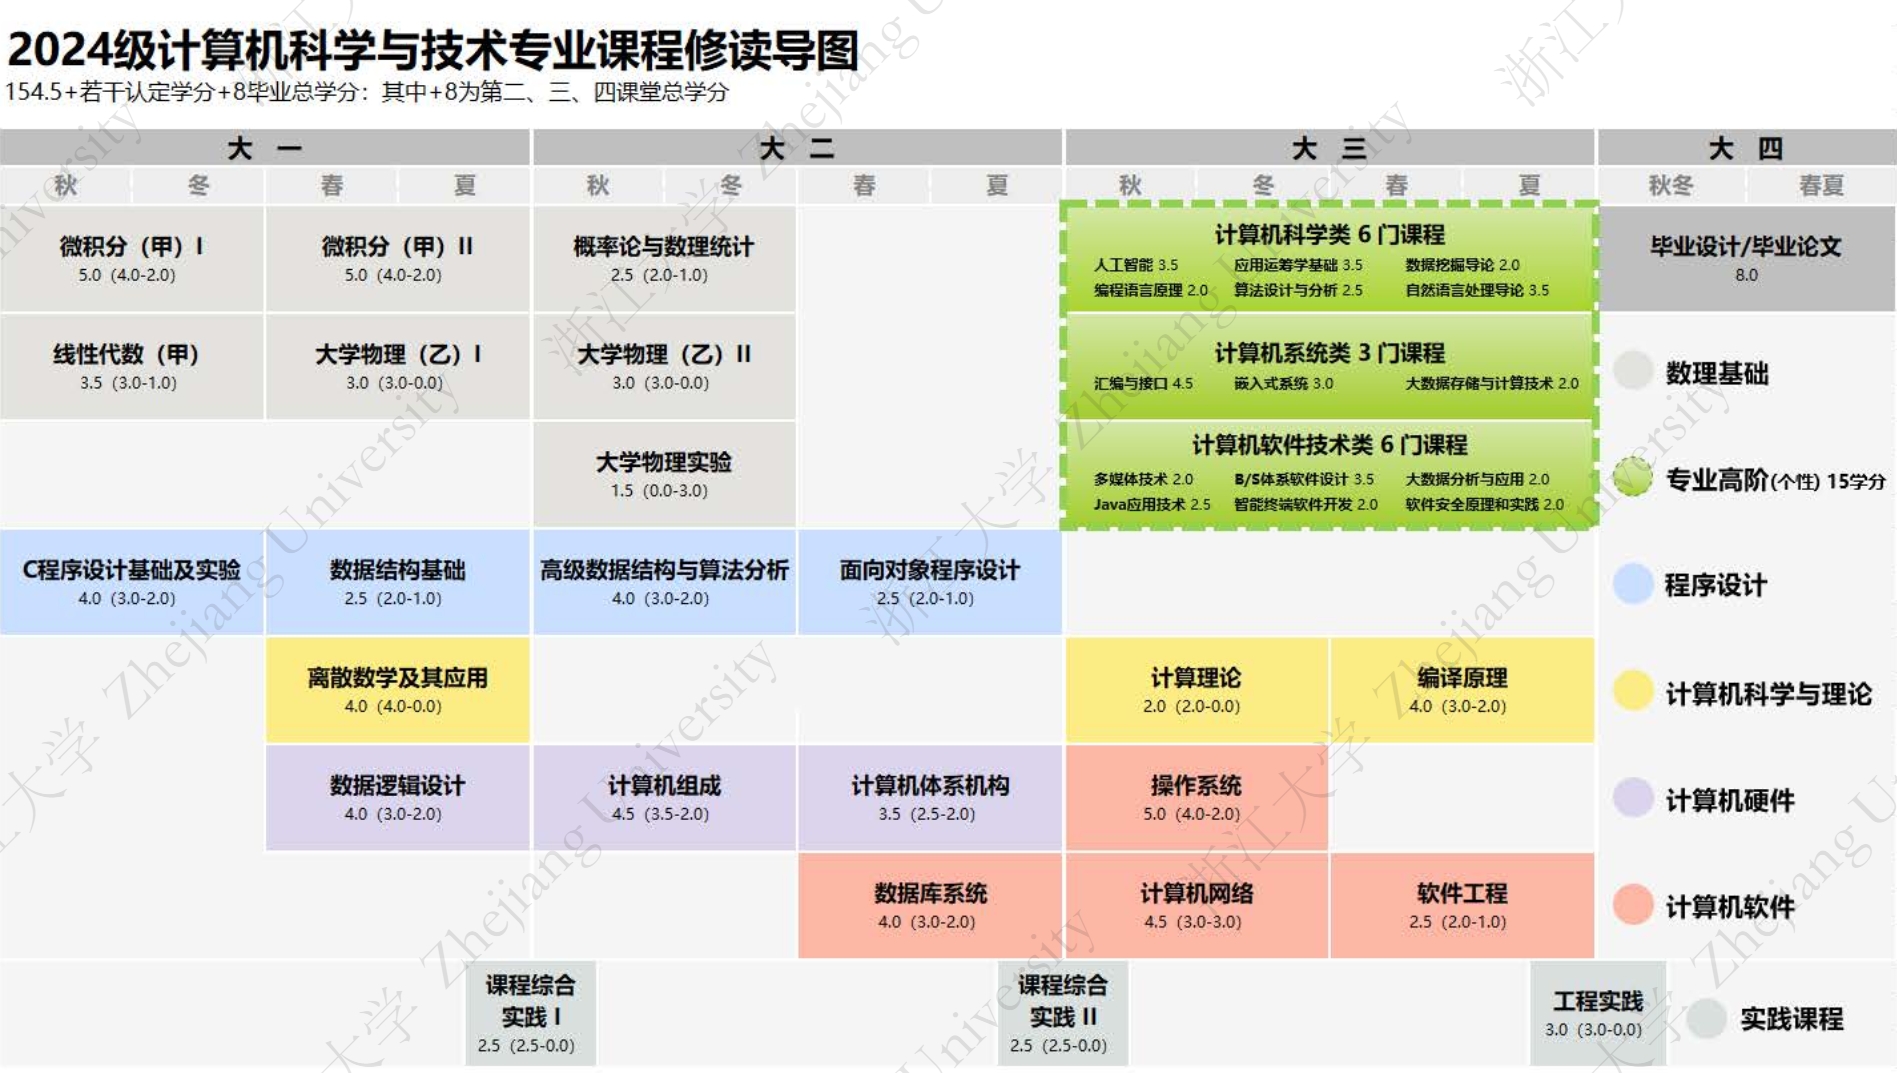 2024级计算机科学与技术专业课程修读导图
154.5+若干认定学分+8毕业总学分：其中+8为第二、三、四课堂总学分
大 一 大 二 大 三 大 四
秋 冬 春 夏 秋 冬 春 夏 秋 冬 春 夏 秋冬 春夏
微积分（甲）I
5.0 (4.0-2.0)
微积分（甲）II
5.0 (4.0-2.0)
概率论与数理统计
2.5 (2.0-1.0)
计算机科学类 6 门课程
人工智能 3.5 应用运筹学基础 3.5 数据挖掘导论 2.0
编程语言原理 2.0 算法设计与分析 2.5 自然语言处理导论 3.5
毕业设计/毕业论文
8.0
线性代数（甲）
3.5 (3.0-1.0)
大学物理（乙）I
3.0 (3.0-0.0)
大学物理（乙）II
3.0 (3.0-0.0)
计算机系统类 3 门课程
汇编与接口 4.5 嵌入式系统 3.0 大数据存储与计算技术 2.0
数理基础
大学物理实验
1.5 (0.0-3.0)
计算机软件技术类 6 门课程
多媒体技术 2.0 B/S体系软件设计 3.5 大数据分析与应用 2.0
Java应用技术 2.5 智能终端软件开发 2.0 软件安全原理和实践 2.0
专业高阶(个性) 15学分
C程序设计基础及实验
4.0 (3.0-2.0)
数据结构基础
2.5 (2.0-1.0)
高级数据结构与算法分析
4.0 (3.0-2.0)
面向对象程序设计
2.5 (2.0-1.0)
程序设计
离散数学及其应用
4.0 (4.0-0.0)
计算理论
2.0 (2.0-0.0)
编译原理
4.0 (3.0-2.0)
计算机科学与理论
数据逻辑设计
4.0 (3.0-2.0)
计算机组成
4.5 (3.5-2.0)
计算机体系机构
3.5 (2.5-2.0)
操作系统
5.0 (4.0-2.0)
计算机硬件
数据库系统
4.0 (3.0-2.0)
计算机网络
4.5 (3.0-3.0)
软件工程
2.5 (2.0-1.0)
计算机软件
课程综合
实践 I
2.5 (2.5-0.0)
课程综合
实践 II
2.5 (2.5-0.0)
工程实践
3.0 (3.0-0.0)
实践课程
浙江大学 Zhejiang University